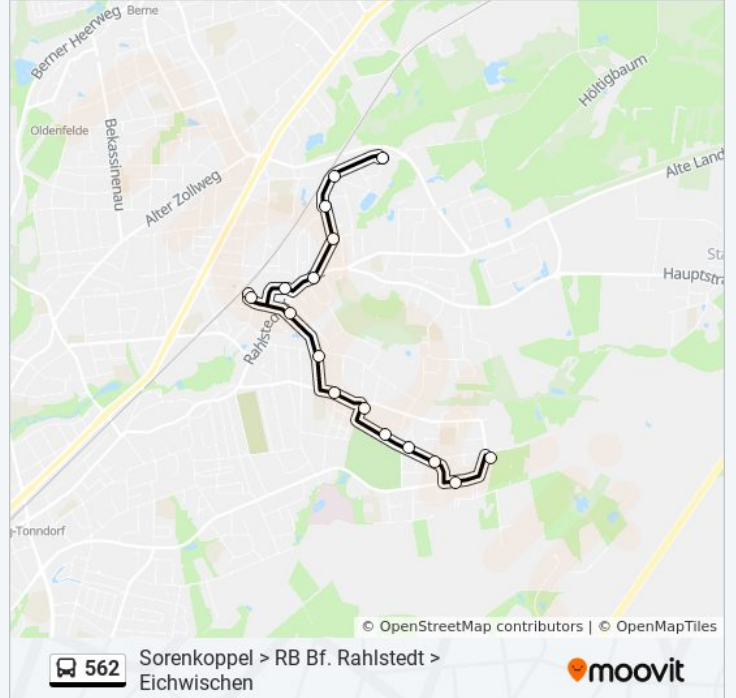 Berne
Berner Heerweg
Höltigbaum
Oldenfelde
Bekassinenau
Alte Land
Alter Zollweg
Sta
Hauptstra
Rahlsted
-Tonndorf
© OpenStreetMap contributors | © OpenMapTiles
562
Sorenkoppel > RB Bf. Rahlstedt >
Eichwischen
moovit